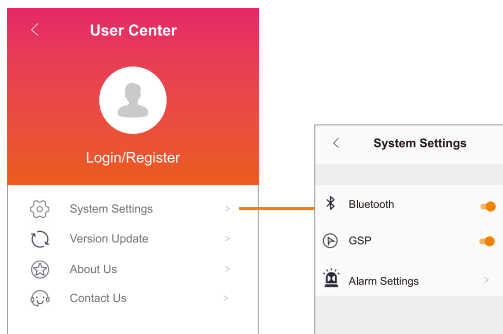 User Center
Login/Register
System Settings
Version Update
About Us
Contact Us
System Settings
Bluetooth
GSP
Alarm Settings